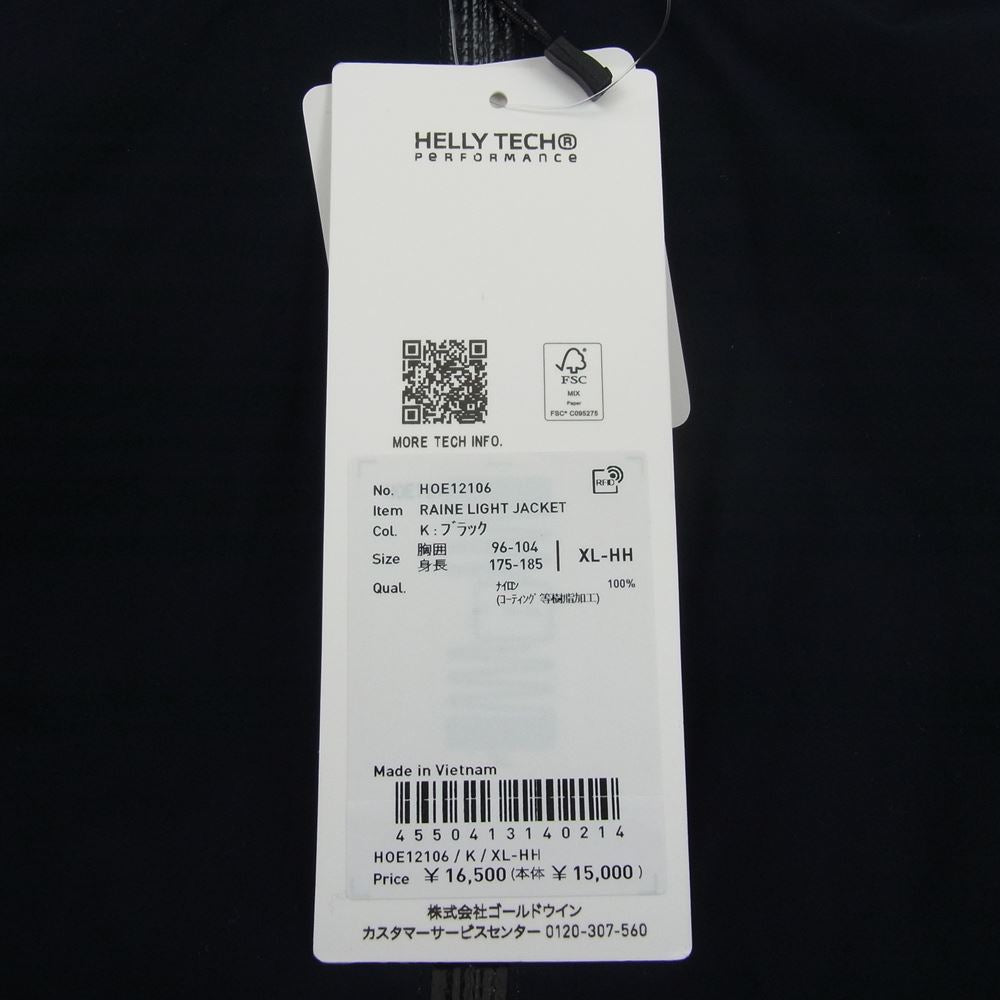 HELLY TECH®
PERFORMANCE
FSC
MIX
Paper
FSC® C095275
MORE TECH INFO.
RFID
No. HOE12106
Item RAINE LIGHT JACKET
Col. K : ブラック
Size 胸囲 96-104 XL-HH
身長 175-185
Qual. ナイロン 100%
(コーティング等樹脂加工)
Made in Vietnam
4550413140214
HOE12106 / K / XL-HH
Price ¥ 16,500 (本体 ¥ 15,000 )
株式会社ゴールドウイン
カスタマーサービスセンター 0120-307-560